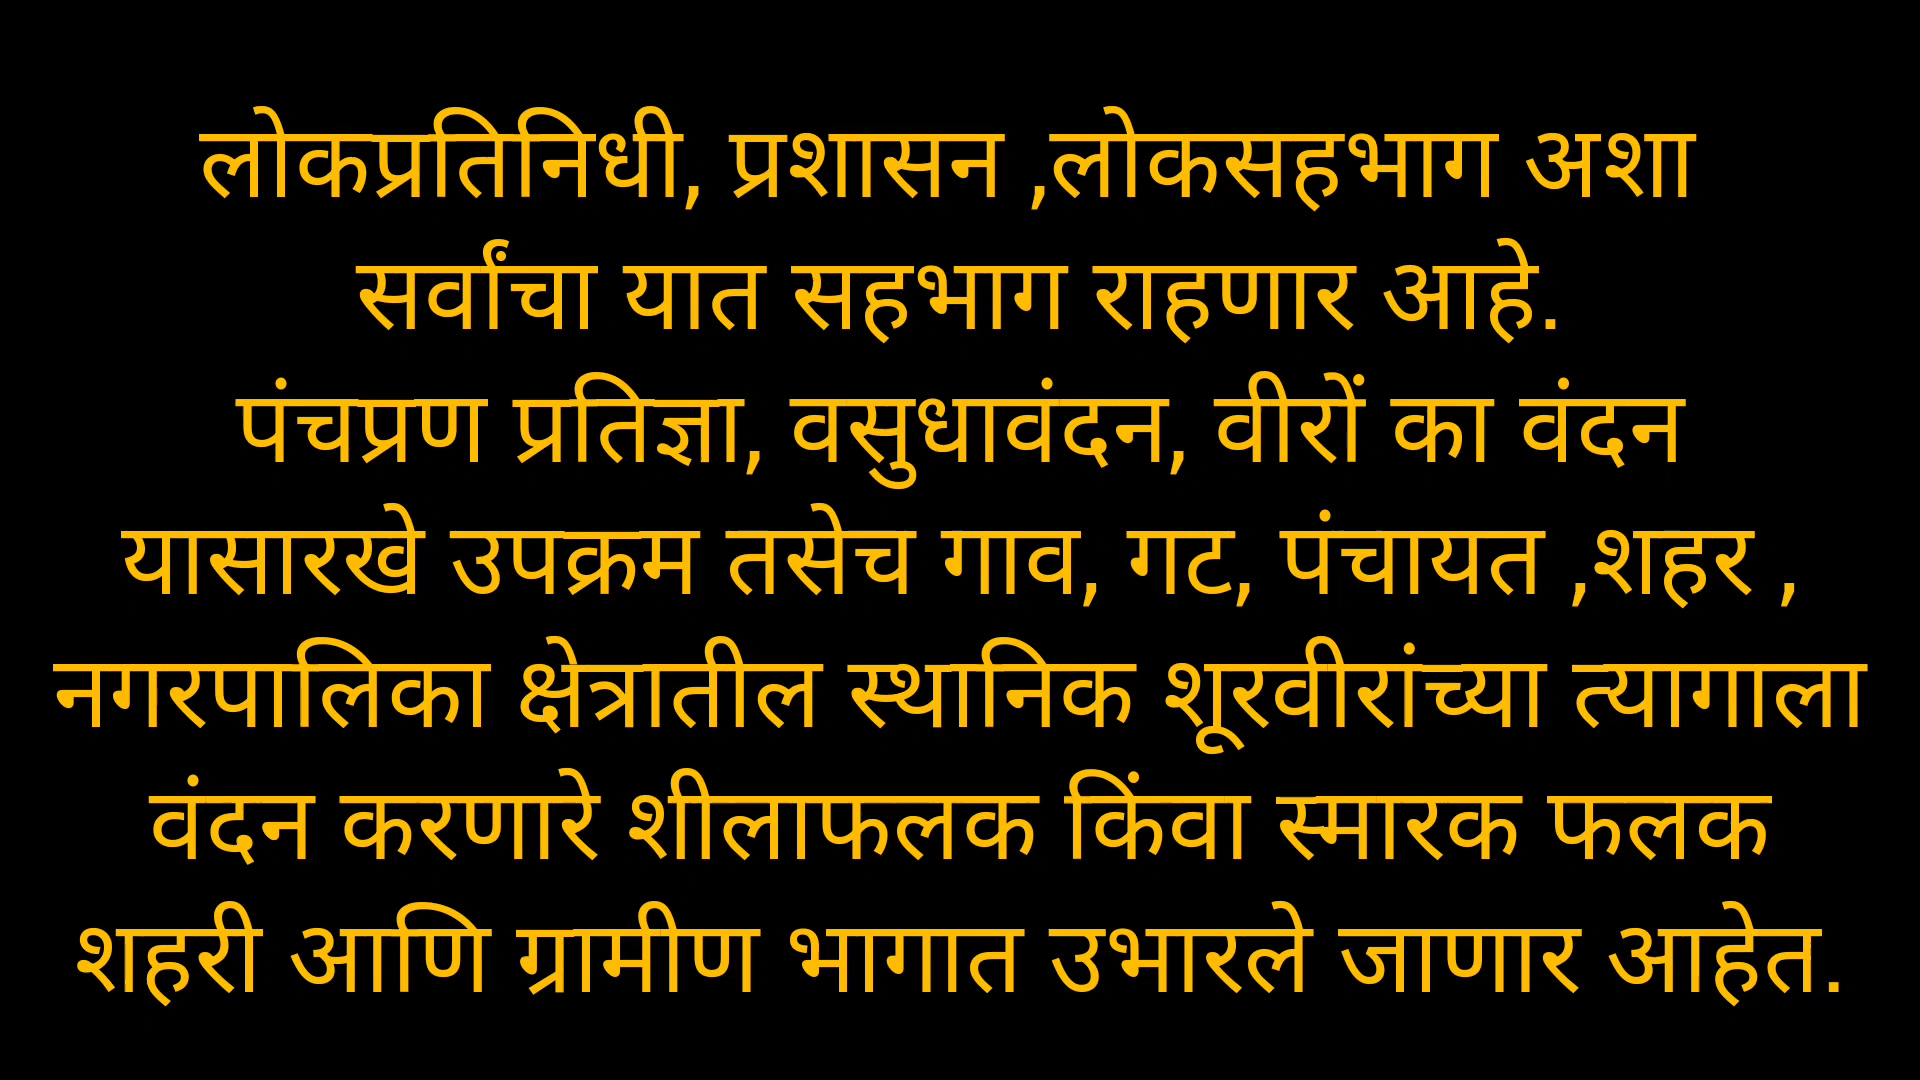 लोकप्रतिनिधी, प्रशासन ,लोकसहभाग अशा
सर्वांचा यात सहभाग राहणार आहे.
पंचप्रण प्रतिज्ञा, वसुधावंदन, वीरों का वंदन
यासारखे उपक्रम तसेच गाव, गट, पंचायत ,शहर ,
नगरपालिका क्षेत्रातील स्थानिक शूरवीरांच्या त्यागाला
वंदन करणारे शीलाफलक किंवा स्मारक फलक
शहरी आणि ग्रामीण भागात उभारले जाणार आहेत.